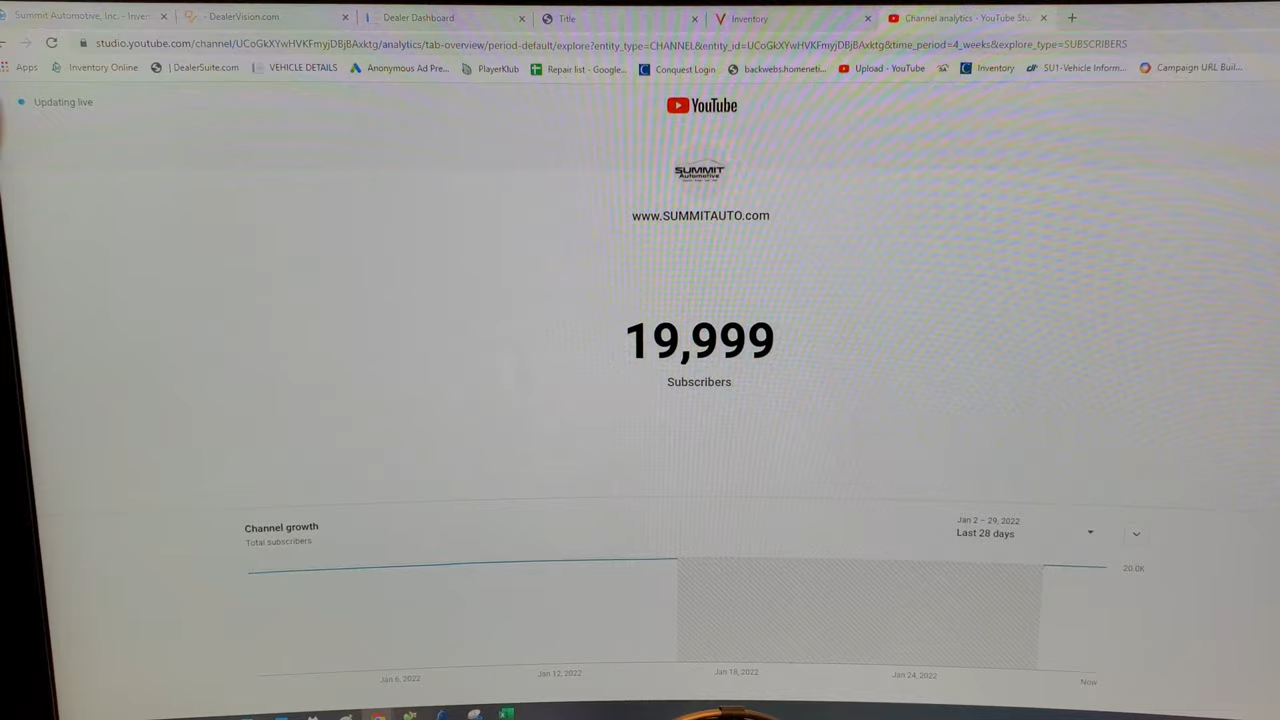 Summit Automotive, Inc. - Inver
- DealerVision.com
Dealer Dashboard
Title
Inventory
Channel analytics - YouTube Stu
studio.youtube.com/channel/UCoGkXYwHVKFmyjDBjBAxktg/analytics/tab-overview/period-default/explore?entity_type=CHANNEL&entity_id=UCoGkXYwHVKFmyjDBjBAxktg&time_period=4_weeks&explore_type=SUBSCRIBERS
Apps
Inventory Online
| DealerSuite.com
VEHICLE DETAILS
Anonymous Ad Pre...
PlayerKlub
Repair list - Google...
Conquest Login
backwebs.homeneti...
Upload - YouTube
Inventory
SU1-Vehicle Inform...
Campaign URL Buil...
Updating live
YouTube
SUMMIT
Automotive
www.SUMMITAUTO.com
19,999
Subscribers
Channel growth
Total subscribers
Jan 2 – 29, 2022
Last 28 days
20.0K
Jan 6, 2022
Jan 12, 2022
Jan 18, 2022
Jan 24, 2022
Now